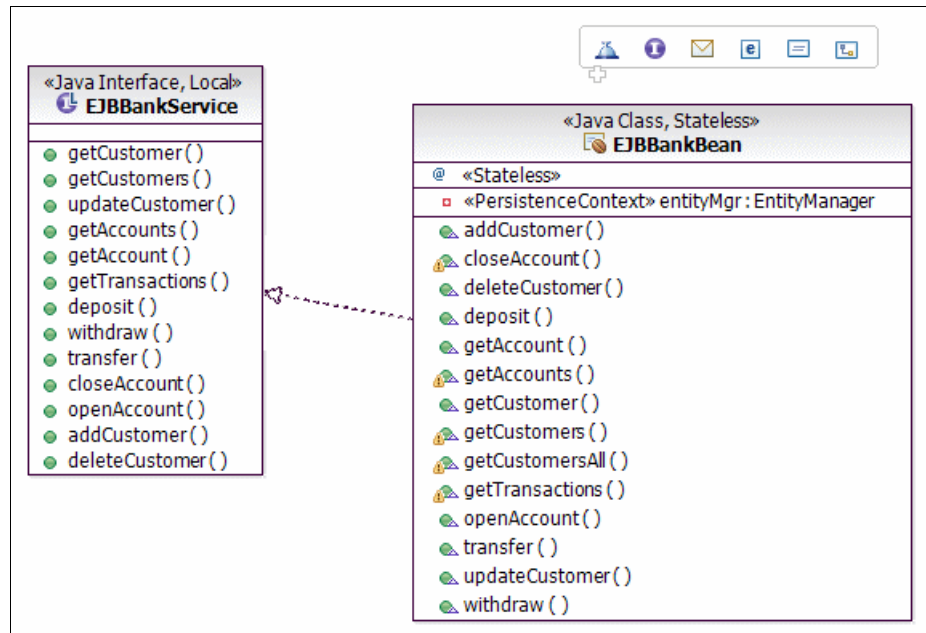 «Java Interface, Local»
EJBBankService
getCustomer ( )
getCustomers ( )
updateCustomer ( )
getAccounts ( )
getAccount ( )
getTransactions ( )
deposit ( )
withdraw ( )
transfer ( )
closeAccount ( )
openAccount ( )
addCustomer ( )
deleteCustomer ( )
«Java Class, Stateless»
EJBBankBean
@ «Stateless»
«PersistenceContext» entityMgr : EntityManager
addCustomer ( )
closeAccount ( )
deleteCustomer ( )
deposit ( )
getAccount ( )
getAccounts ( )
getCustomer ( )
getCustomers ( )
getCustomersAll ( )
getTransactions ( )
openAccount ( )
transfer ( )
updateCustomer ( )
withdraw ( )